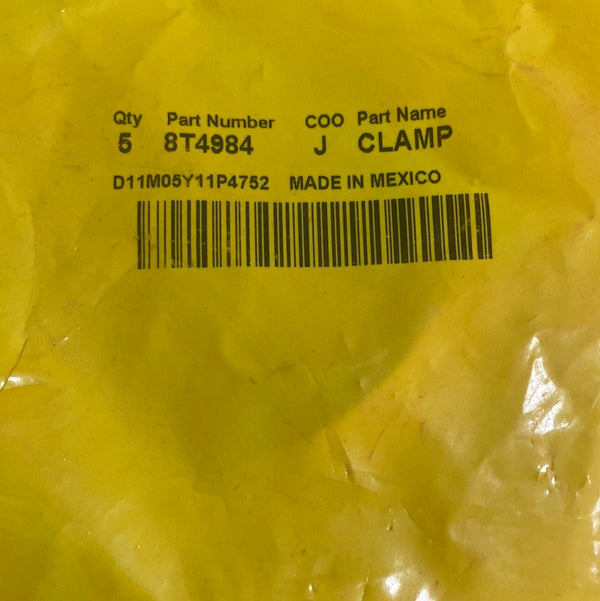 Qty Part Number COO Part Name
5 8T4984 J CLAMP
D11M05Y11P4752 MADE IN MEXICO